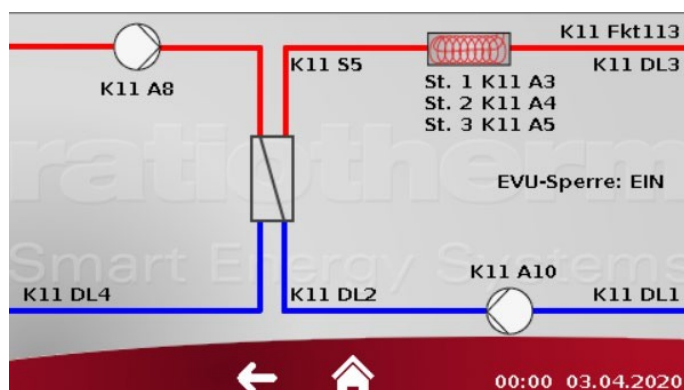 K11 Fkt113
K11 A8
K11 S5
K11 DL3
St. 1 K11 A3
St. 2 K11 A4
St. 3 K11 A5
ratiotherm
EVU-Sperre: EIN
Smart Energy Systems
K11 A10
K11 DL4
K11 DL2
K11 DL1
00:00 03.04.2020